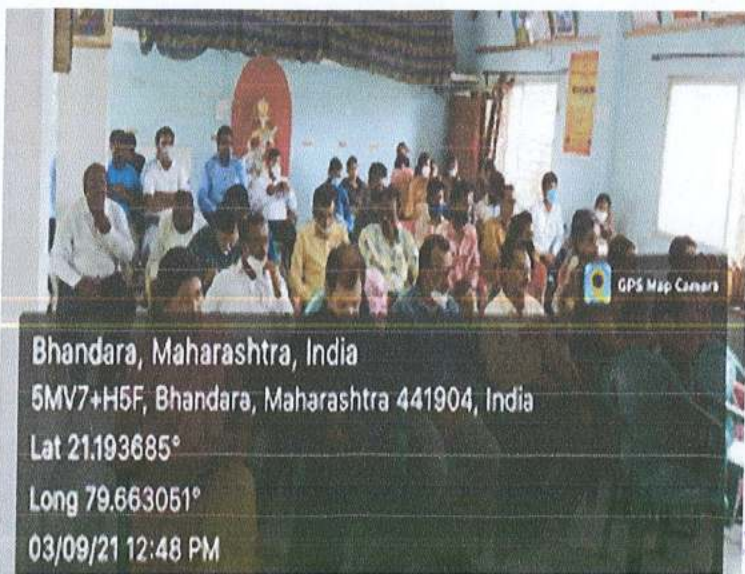 GPS Map Camera
Bhandara, Maharashtra, India
5MV7+H5F, Bhandara, Maharashtra 441904, India
Lat 21.193685°
Long 79.663051°
03/09/21 12:48 PM